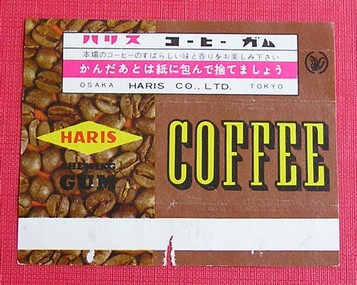 ハリス コーヒー ガム
本場のコーヒーのすばらしい味と香りをお楽しみ下さい
かんだあとは紙に包んで捨てましょう
OSAKA HARIS CO., LTD. TOKYO
HARIS
CHEWING
GUM
COFFEE